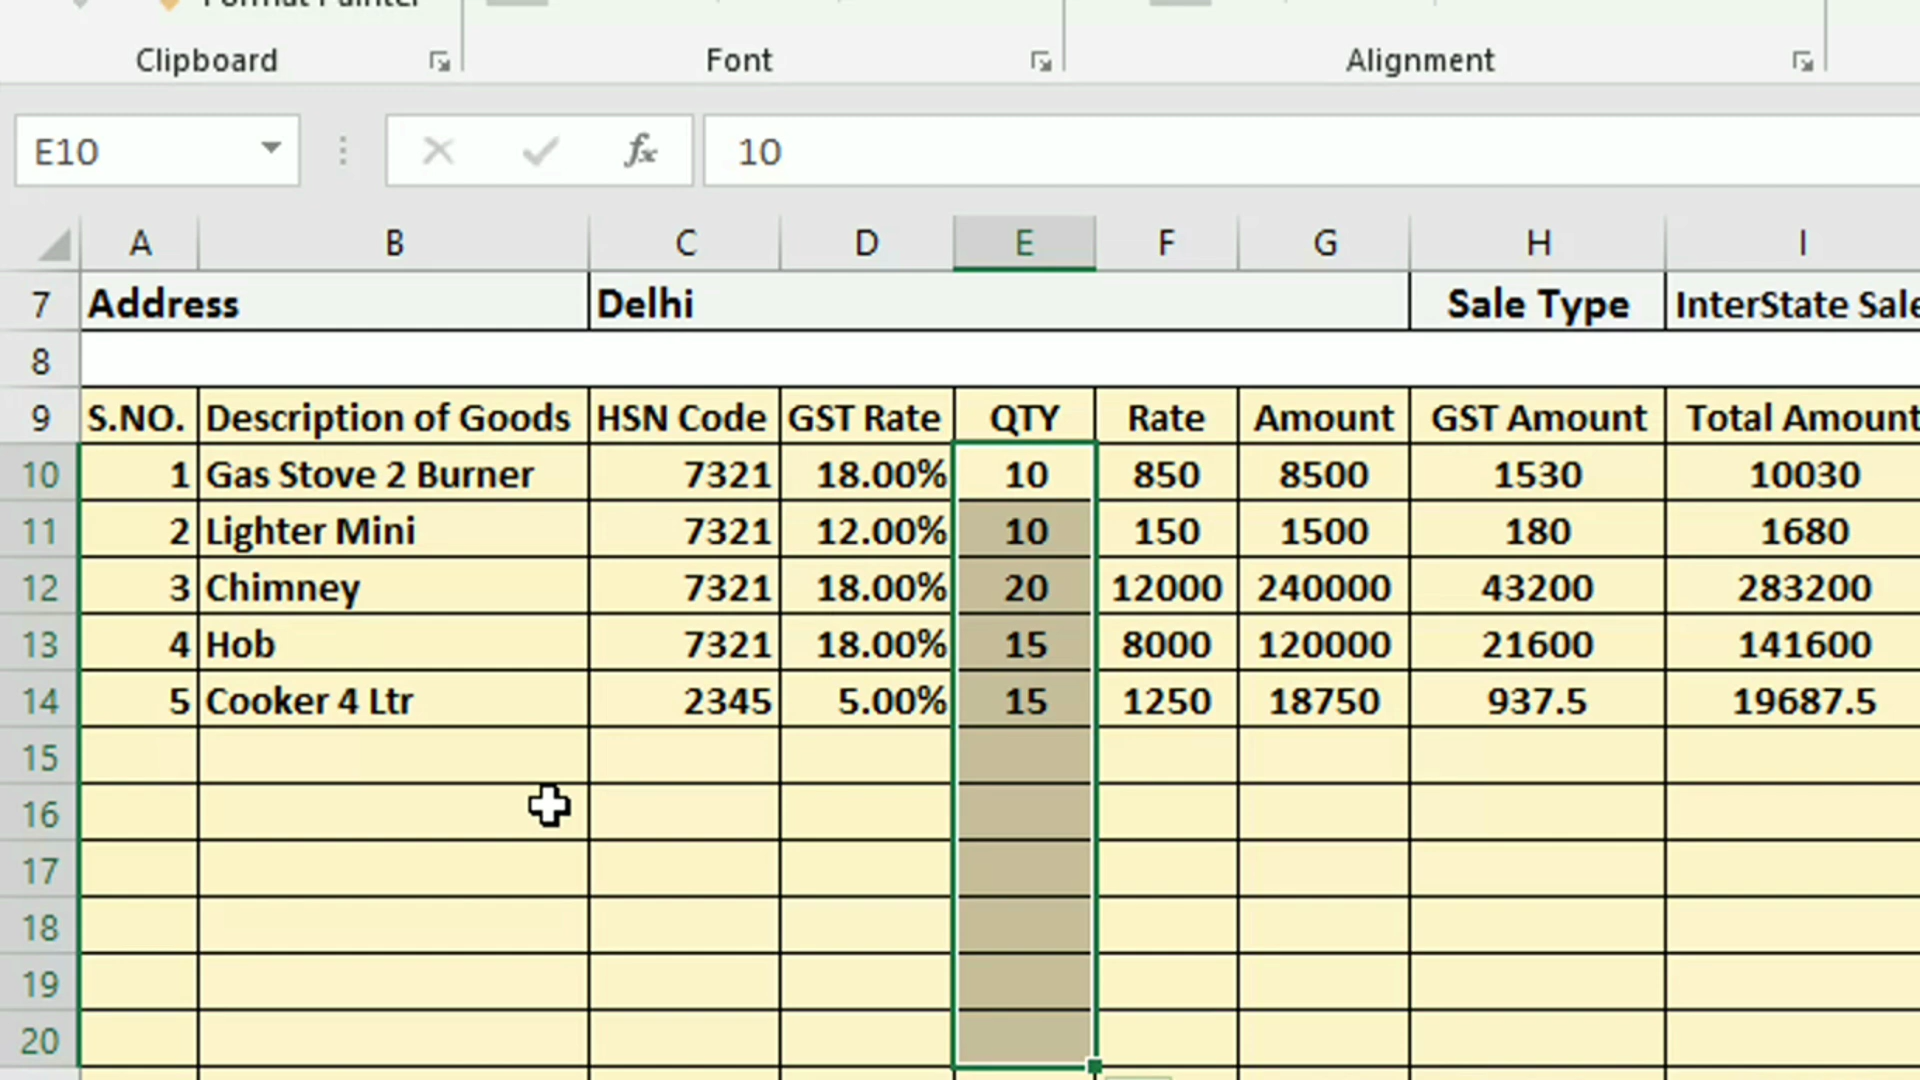 Format Painter
Clipboard Font Alignment
E10 fx 10
A B C D E F G H I
7 Address Delhi Sale Type InterState Sale
8
9 S.NO. Description of Goods HSN Code GST Rate QTY Rate Amount GST Amount Total Amount
10 1 Gas Stove 2 Burner 7321 18.00% 10 850 8500 1530 10030
11 2 Lighter Mini 7321 12.00% 10 150 1500 180 1680
12 3 Chimney 7321 18.00% 20 12000 240000 43200 283200
13 4 Hob 7321 18.00% 15 8000 120000 21600 141600
14 5 Cooker 4 Ltr 2345 5.00% 15 1250 18750 937.5 19687.5
15
16
17
18
19
20